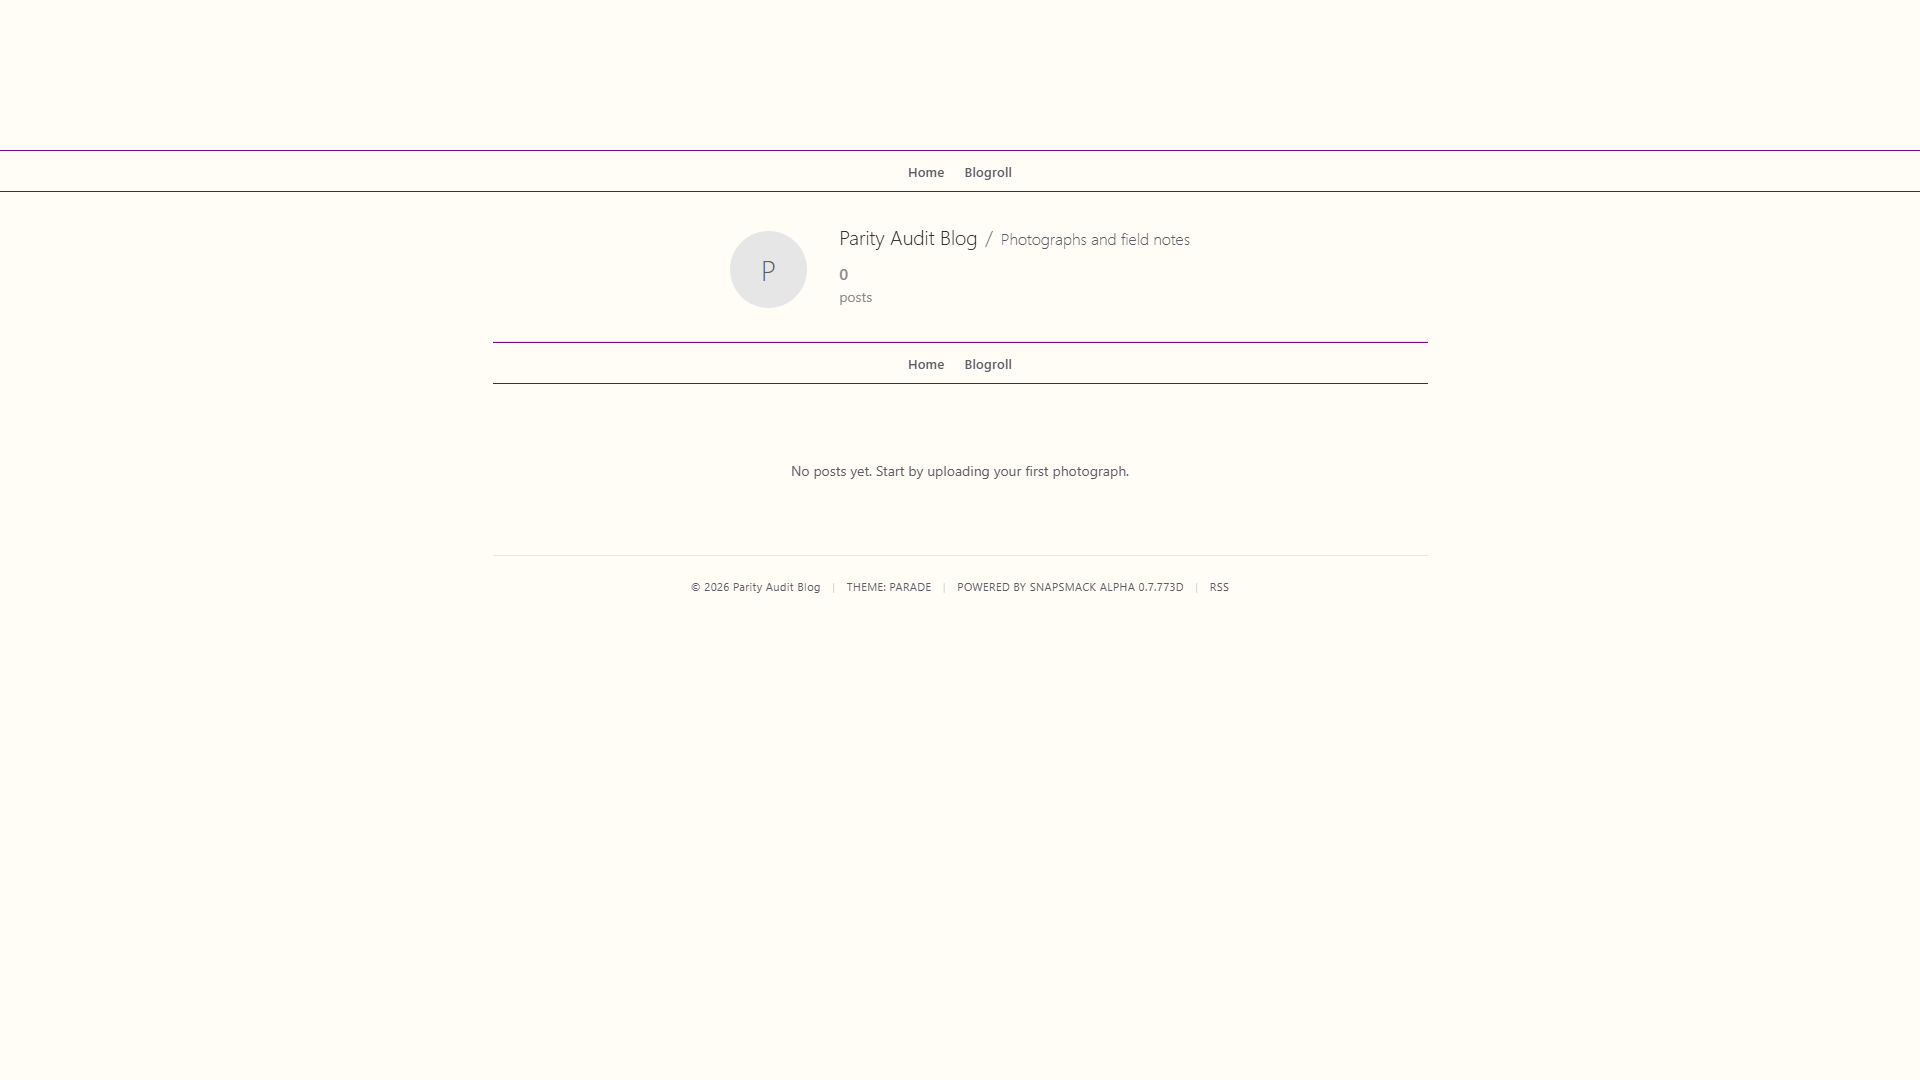 Home Blogroll
P
Parity Audit Blog / Photographs and field notes
0
posts
Home Blogroll
No posts yet. Start by uploading your first photograph.
© 2026 Parity Audit Blog | THEME: PARADE | POWERED BY SNAPSMACK ALPHA 0.7.773D | RSS